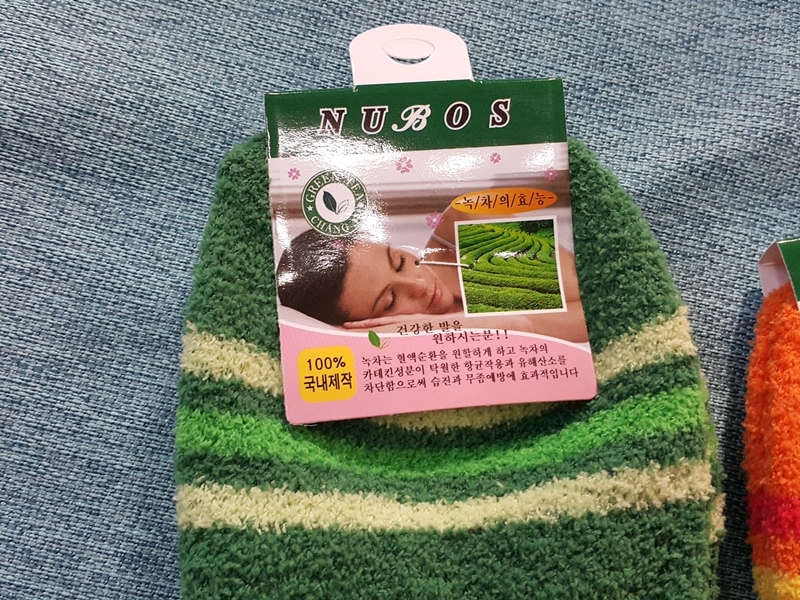 NUBOS
GREEN TEA
CHANG
-녹/차/의/효/능-
건강한 발을
원하시는분!!
100%
국내제작
녹차는 혈액순환을 원할하게 하고 녹차의
카테킨성분이 탁월한 항균작용과 유해산소를
차단함으로써 습진과 무좀예방에 효과적입니다